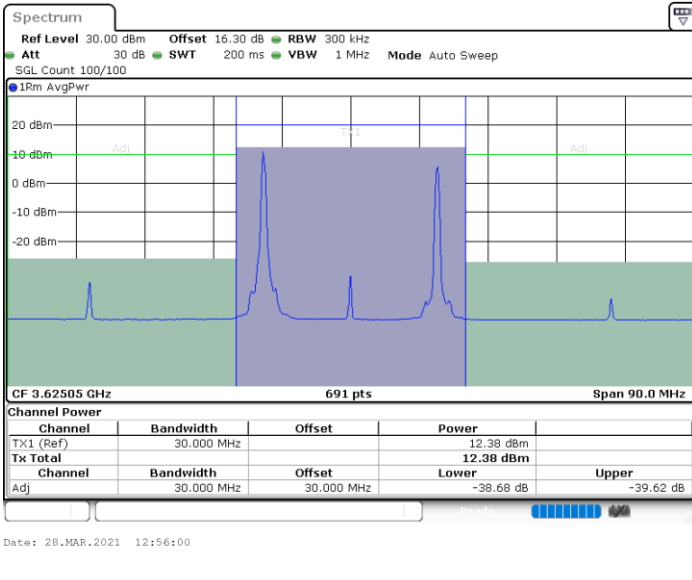 Spectrum
Ref Level 30.00 dBm Offset 16.30 dB RBW 300 kHz
Att 30 dB SWT 200 ms VBW 1 MHz Mode Auto Sweep
SGL Count 100/100
1Rm AvgPwr
20 dBm
TX1
Adj Adj
10 dBm
0 dBm
-10 dBm
-20 dBm
CF 3.62505 GHz 691 pts Span 90.0 MHz
Channel Power
Channel Bandwidth Offset Power
TX1 (Ref) 30.000 MHz 12.38 dBm
Tx Total 12.38 dBm
Channel Bandwidth Offset Lower Upper
Adj 30.000 MHz 30.000 MHz -38.68 dB -39.62 dB
Ready
Date: 28.MAR.2021 12:56:00